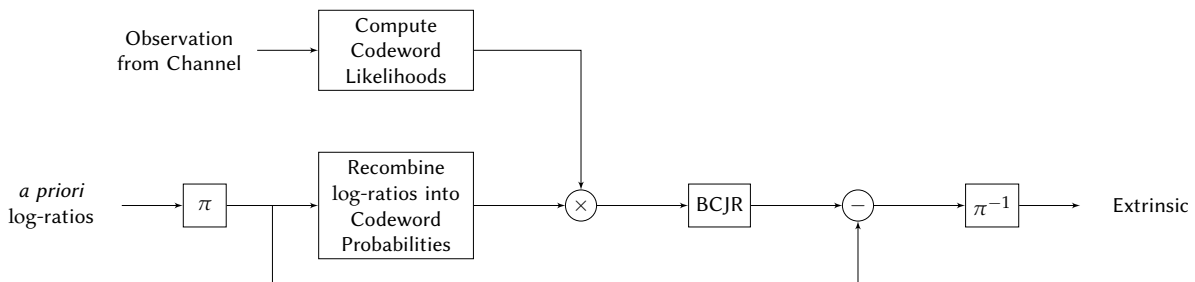 Observation
from Channel
Compute
Codeword
Likelihoods
a priori
log-ratios
π
Recombine
log-ratios into
Codeword
Probabilities
×
BCJR
−
π⁻¹
Extrinsic